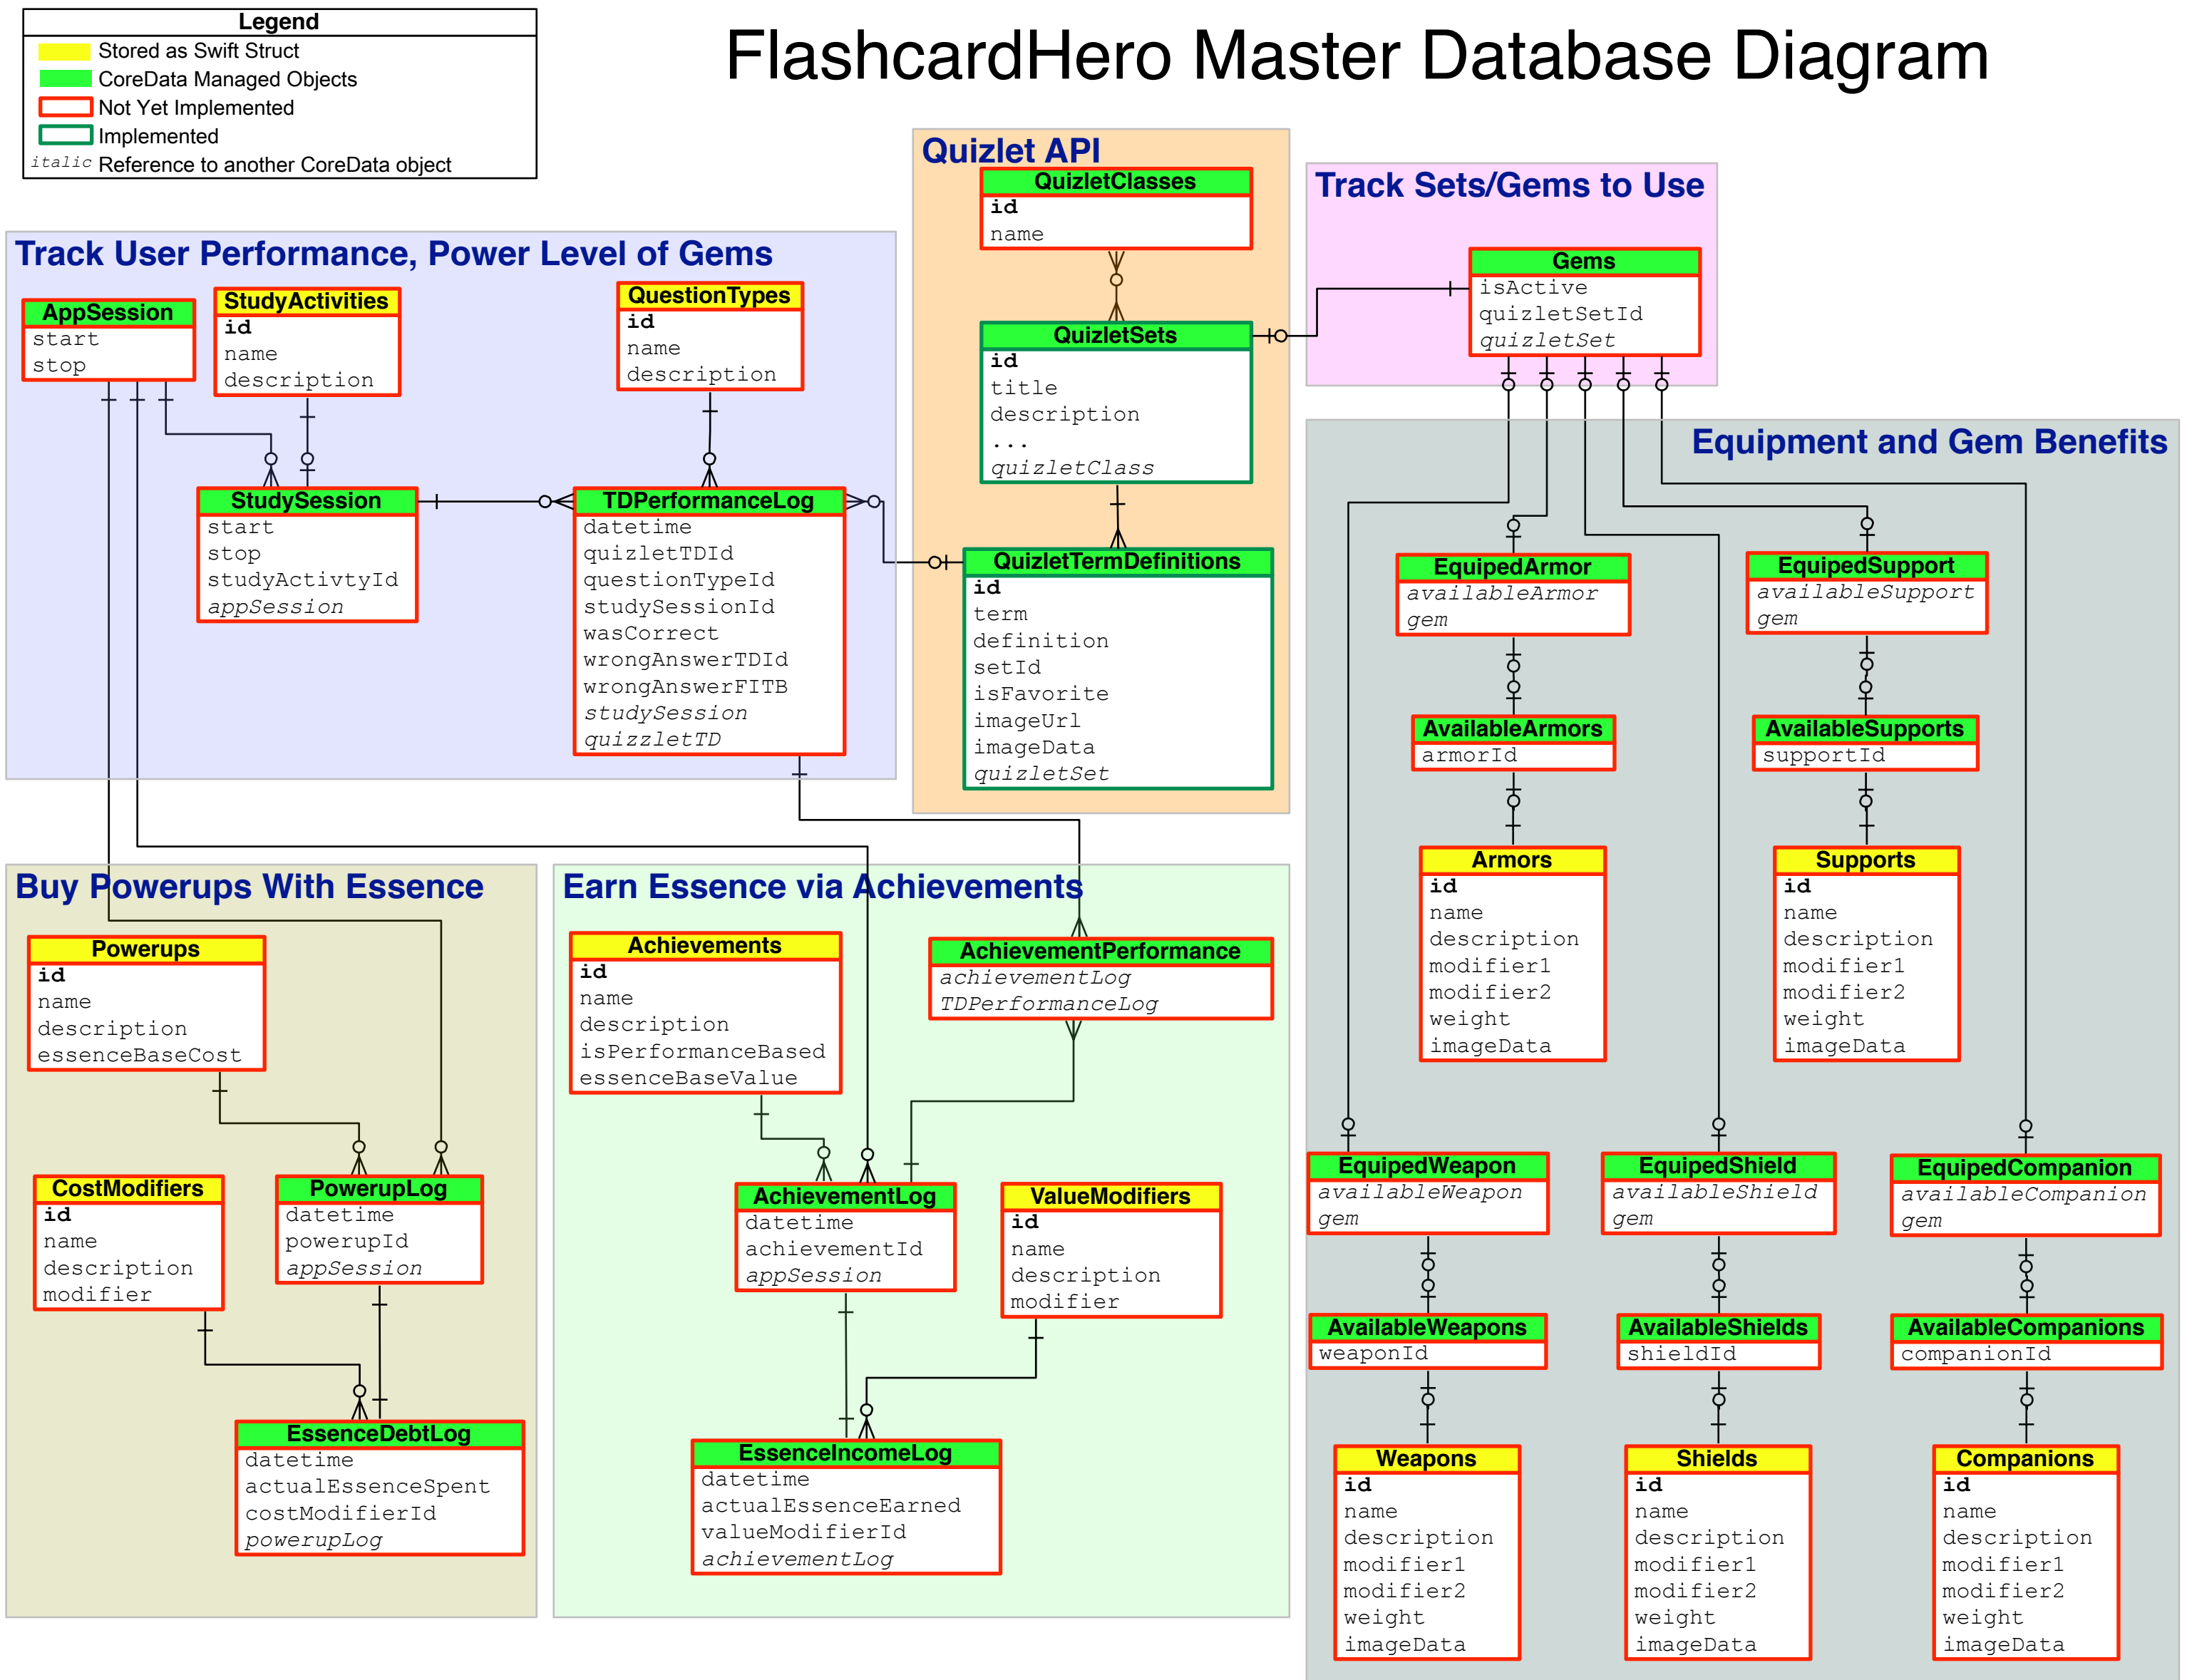 Legend
Stored as Swift Struct
CoreData Managed Objects
Not Yet Implemented
Implemented
italic Reference to another CoreData object
FlashcardHero Master Database Diagram
Quizlet API
QuizletClasses
id
name
QuizletSets
id
title
description
...
quizletClass
QuizletTermDefinitions
id
term
definition
setId
isFavorite
imageUrl
imageData
quizletSet
Track Sets/Gems to Use
Gems
isActive
quizletSetId
quizletSet
Track User Performance, Power Level of Gems
AppSession
start
stop
StudyActivities
id
name
description
QuestionTypes
id
name
description
StudySession
start
stop
studyActivtyId
appSession
TDPerformanceLog
datetime
quizletTDId
questionTypeId
studySessionId
wasCorrect
wrongAnswerTDId
wrongAnswerFITB
studySession
quizzletTD
Equipment and Gem Benefits
EquipedArmor
availableArmor
gem
EquipedSupport
availableSupport
gem
AvailableArmors
armorId
AvailableSupports
supportId
Armors
id
name
description
modifier1
modifier2
weight
imageData
Supports
id
name
description
modifier1
modifier2
weight
imageData
EquipedWeapon
availableWeapon
gem
EquipedShield
availableShield
gem
EquipedCompanion
availableCompanion
gem
AvailableWeapons
weaponId
AvailableShields
shieldId
AvailableCompanions
companionId
Weapons
id
name
description
modifier1
modifier2
weight
imageData
Shields
id
name
description
modifier1
modifier2
weight
imageData
Companions
id
name
description
modifier1
modifier2
weight
imageData
Buy Powerups With Essence
Powerups
id
name
description
essenceBaseCost
CostModifiers
id
name
description
modifier
PowerupLog
datetime
powerupId
appSession
EssenceDebtLog
datetime
actualEssenceSpent
costModifierId
powerupLog
Earn Essence via Achievements
Achievements
id
name
description
isPerformanceBased
essenceBaseValue
AchievementPerformance
achievementLog
TDPerformanceLog
AchievementLog
datetime
achievementId
appSession
ValueModifiers
id
name
description
modifier
EssenceIncomeLog
datetime
actualEssenceEarned
valueModifierId
achievementLog